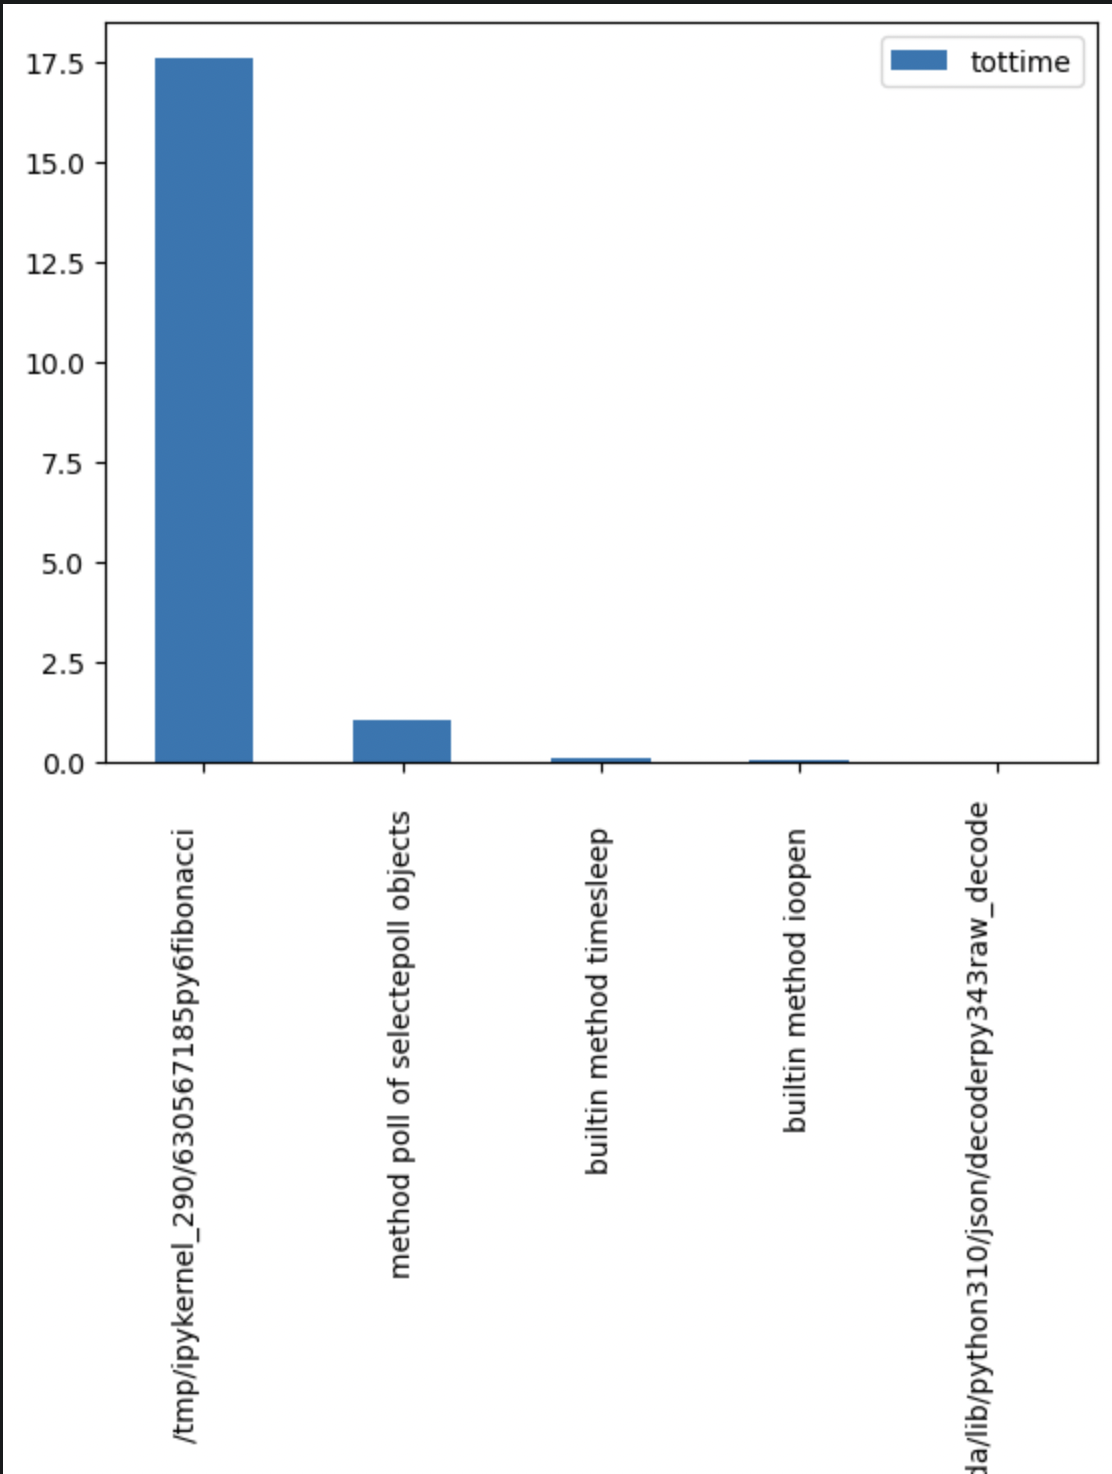 tottime
17.5
15.0
12.5
10.0
7.5
5.0
2.5
0.0
/tmp/ipykernel_290/630567185py6fibonacci
method poll of selectepoll objects
builtin method timesleep
builtin method ioopen
da/lib/python310/json/decoderpy343raw_decode